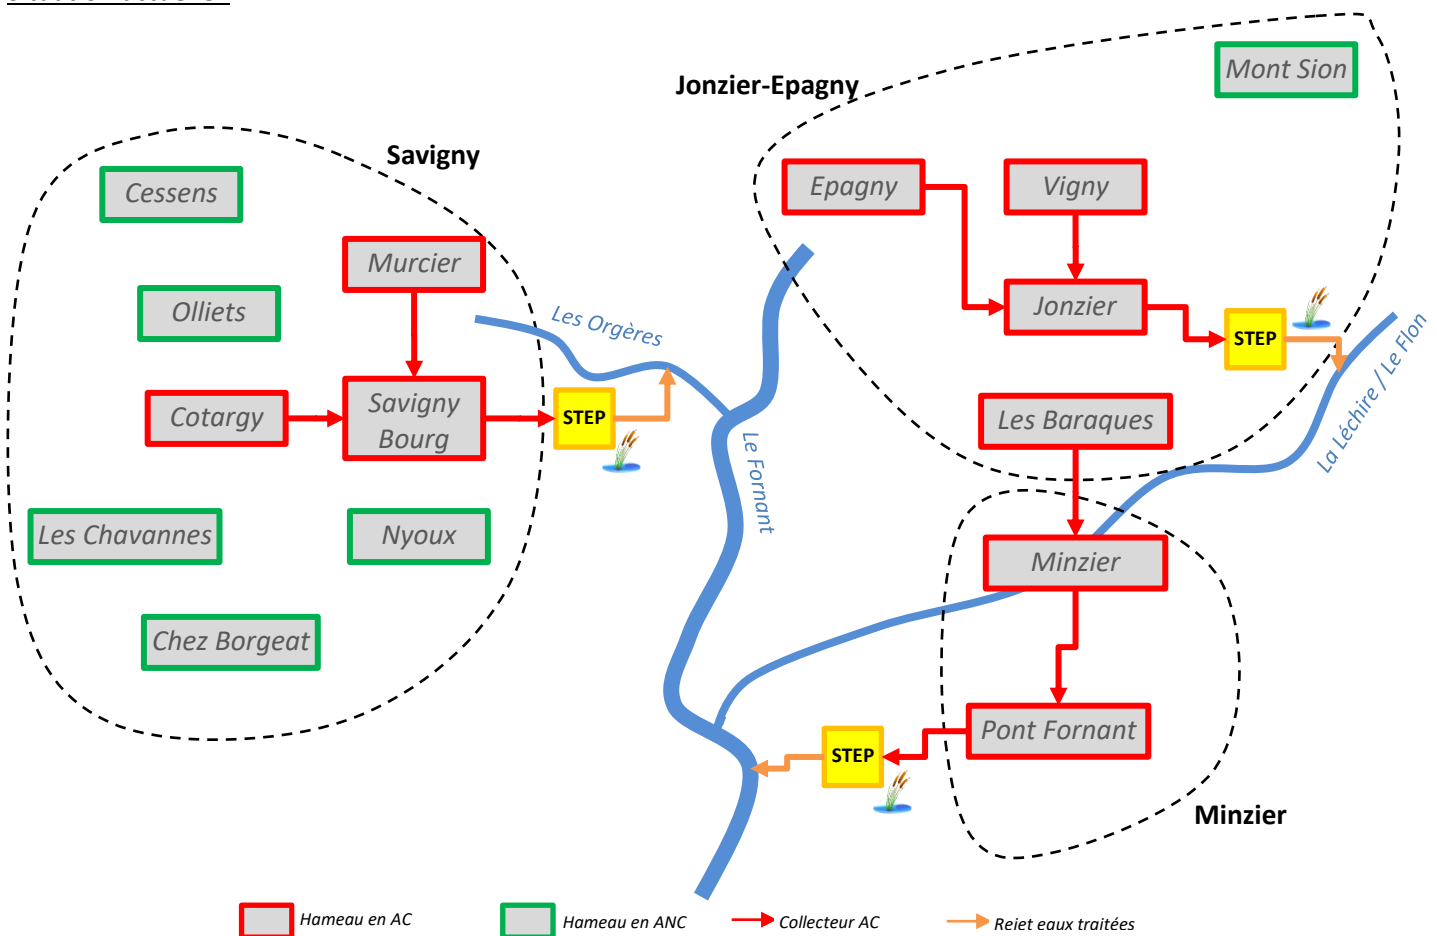 Mont Sion
Jonzier-Epagny
Savigny
Cessens
Epagny
Vigny
Murcier
Olliets
Les Orgères
Jonzier
STEP
La Léchire / Le Flon
Cotargy
Savigny
Bourg
STEP
Les Baraques
Le Fornant
Les Chavannes
Nyoux
Minzier
Chez Borgeat
Pont Fornant
STEP
Minzier
Hameau en AC
Hameau en ANC
Collecteur AC
Rejet eaux traitées